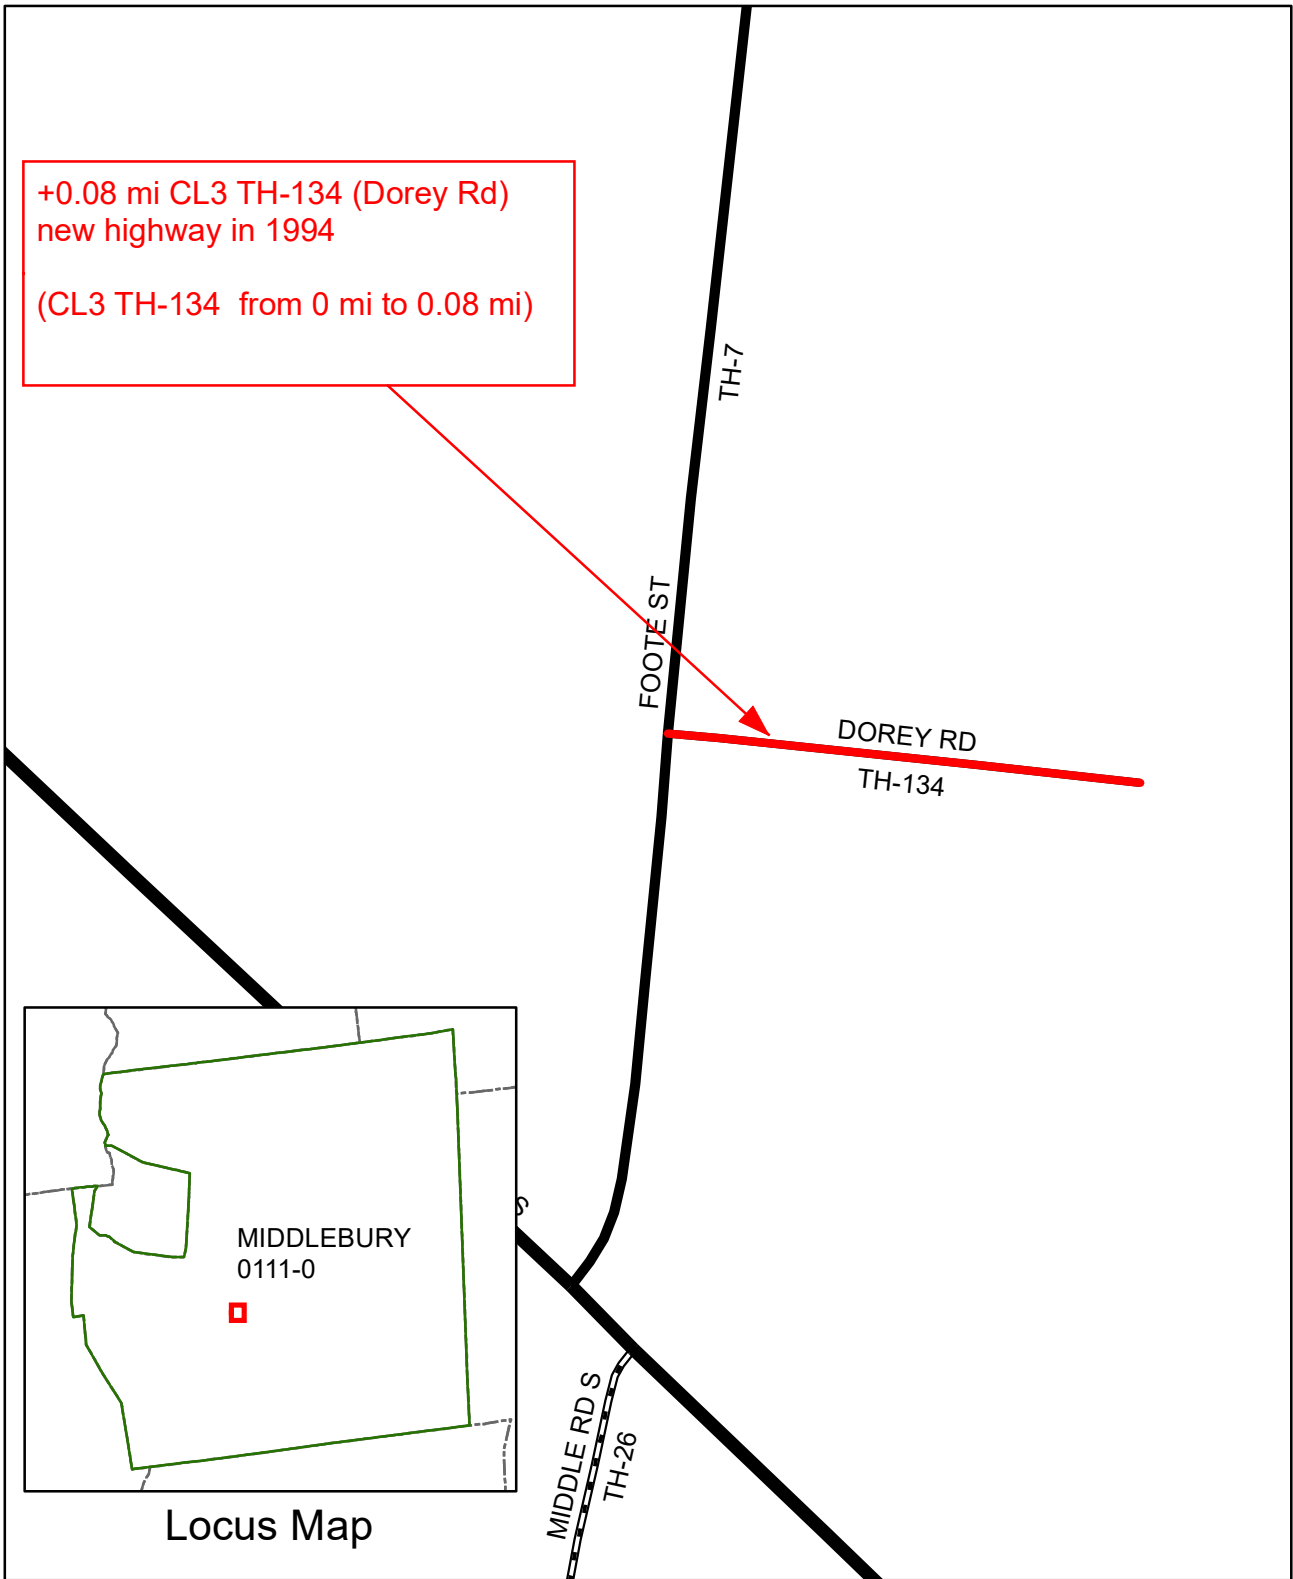 +0.08 mi CL3 TH-134 (Dorey Rd)
new highway in 1994
(CL3 TH-134  from 0 mi to 0.08 mi)
TH-7
FOOTE ST
DOREY RD
TH-134
S
MIDDLEBURY
0111-0
MIDDLE RD S
TH-26
Locus Map